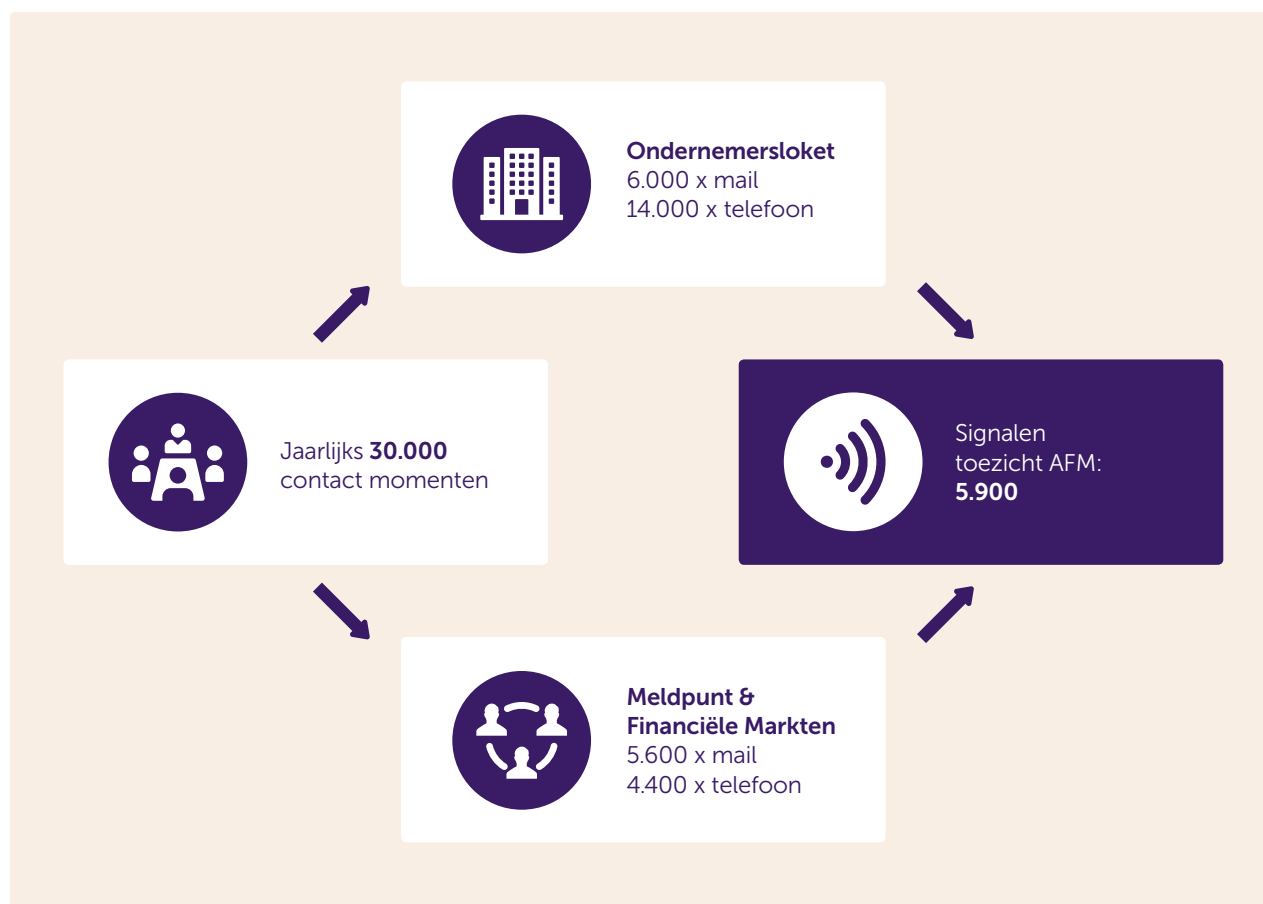 Ondernemersloket
6.000 x mail
14.000 x telefoon
Jaarlijks 30.000
contact momenten
Signalen
toezicht AFM:
5.900
Meldpunt &
Financiële Markten
5.600 x mail
4.400 x telefoon